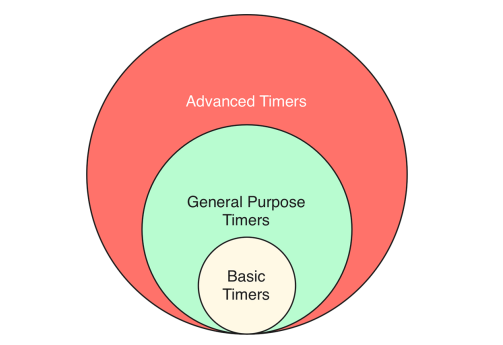 Advanced Timers
General Purpose
Timers
Basic
Timers